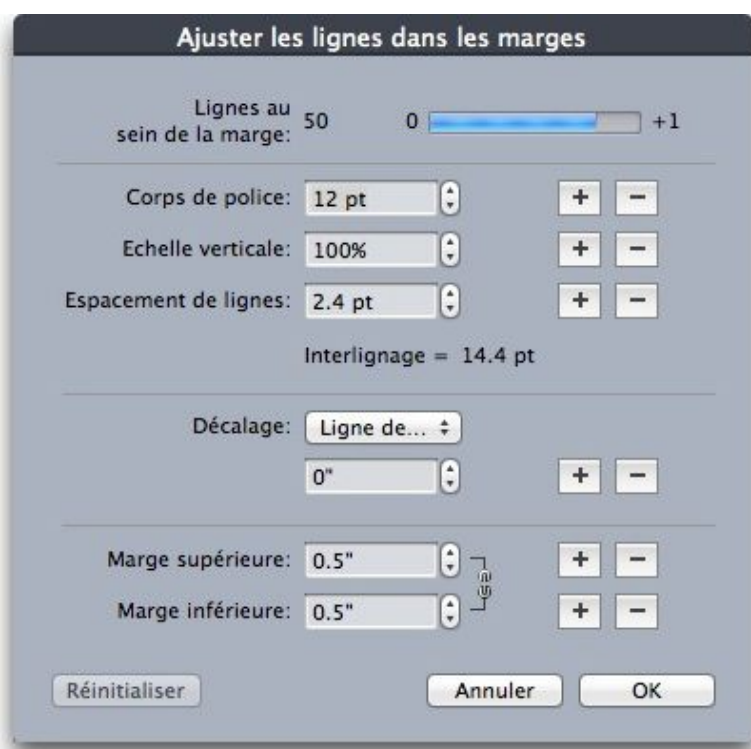 Ajuster les lignes dans les marges
Lignes au
sein de la marge: 50 0 +1
Corps de police: 12 pt + −
Echelle verticale: 100% + −
Espacement de lignes: 2.4 pt + −
Interlignage = 14.4 pt
Décalage: Ligne de...
0" + −
Marge supérieure: 0.5" + −
Marge inférieure: 0.5" + −
Réinitialiser Annuler OK